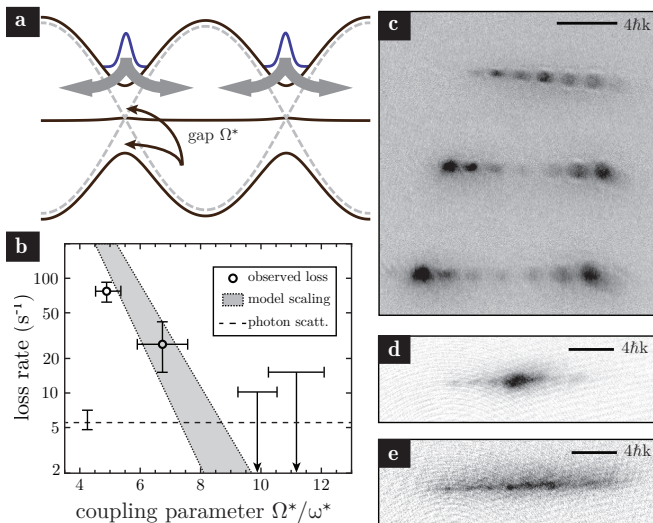 a
gap Ω*
b
loss rate (s⁻¹)
100
50
20
10
5
2
observed loss
model scaling
photon scatt.
4 6 8 10 12
coupling parameter Ω*/ω*
c
4ħk
d
4ħk
e
4ħk